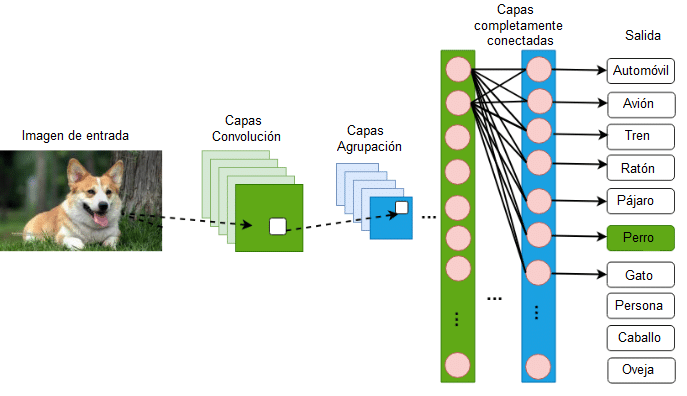 Capas
completamente
conectadas
Salida
Imagen de entrada
Capas
Convolución
Capas
Agrupación
...
...
...
...
Automóvil
Avión
Tren
Ratón
Pájaro
Perro
Gato
Persona
Caballo
Oveja